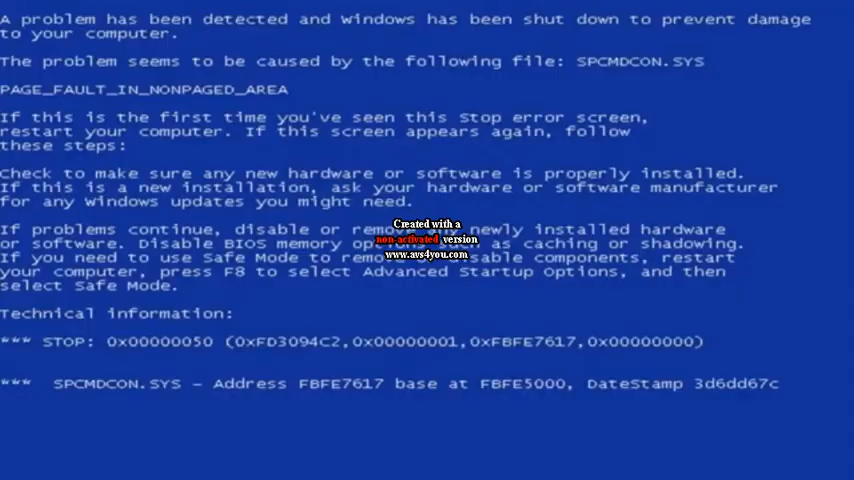 A problem has been detected and Windows has been shut down to prevent damage
to your computer.
The problem seems to be caused by the following file: SPCMDCON.SYS
PAGE_FAULT_IN_NONPAGED_AREA
If this is the first time you've seen this Stop error screen,
restart your computer. If this screen appears again, follow
these steps:
Check to make sure any new hardware or software is properly installed.
If this is a new installation, ask your hardware or software manufacturer
for any Windows updates you might need.
If problems continue, disable or remove any newly installed hardware
or software. Disable BIOS memory options such as caching or shadowing.
If you need to use Safe Mode to remove or disable components, restart
your computer, press F8 to select Advanced Startup Options, and then
select Safe Mode.
Created with a
non-activated version
www.avs4you.com
Technical information:
*** STOP: 0x00000050 (0xFD3094C2,0x00000001,0xFBFE7617,0x00000000)
*** SPCMDCON.SYS – Address FBFE7617 base at FBFE5000, DateStamp 3d6dd67c